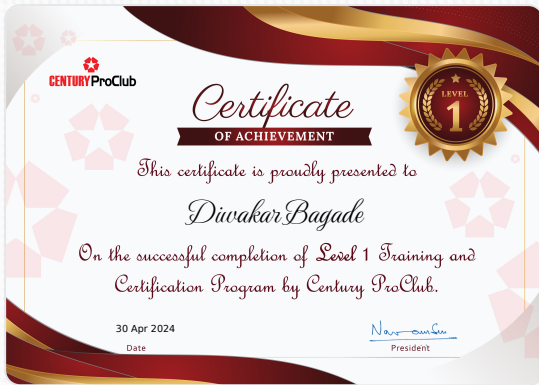 CENTURY ProClub
Certificate
OF ACHIEVEMENT
LEVEL
1
This certificate is proudly presented to
Diwakar Bagade
On the successful completion of Level 1 Training and
Certification Program by Century ProClub.
30 Apr 2024
Date
President